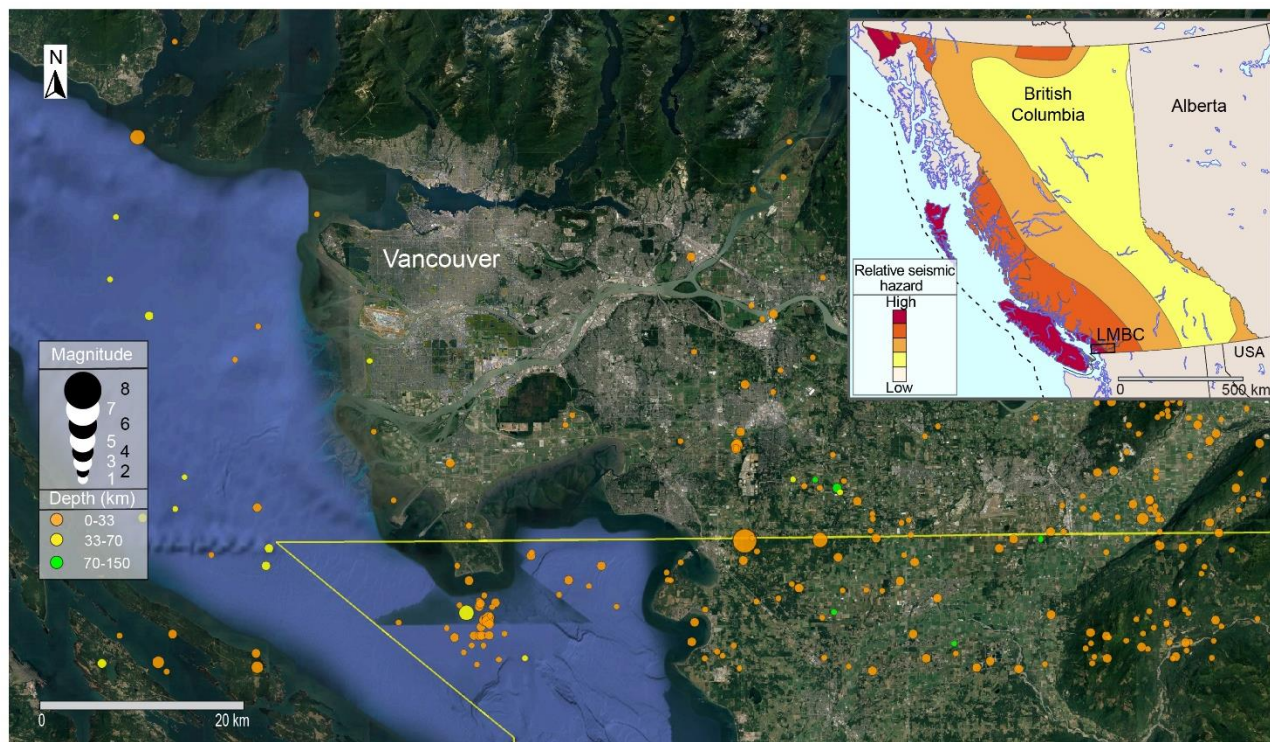 N
Vancouver
Magnitude
8
7
6
5
4
3
2
1
Depth (km)
0-33
33-70
70-150
0
20 km
British
Columbia
Alberta
Relative seismic
hazard
High
Low
LMBC
USA
0
500 km